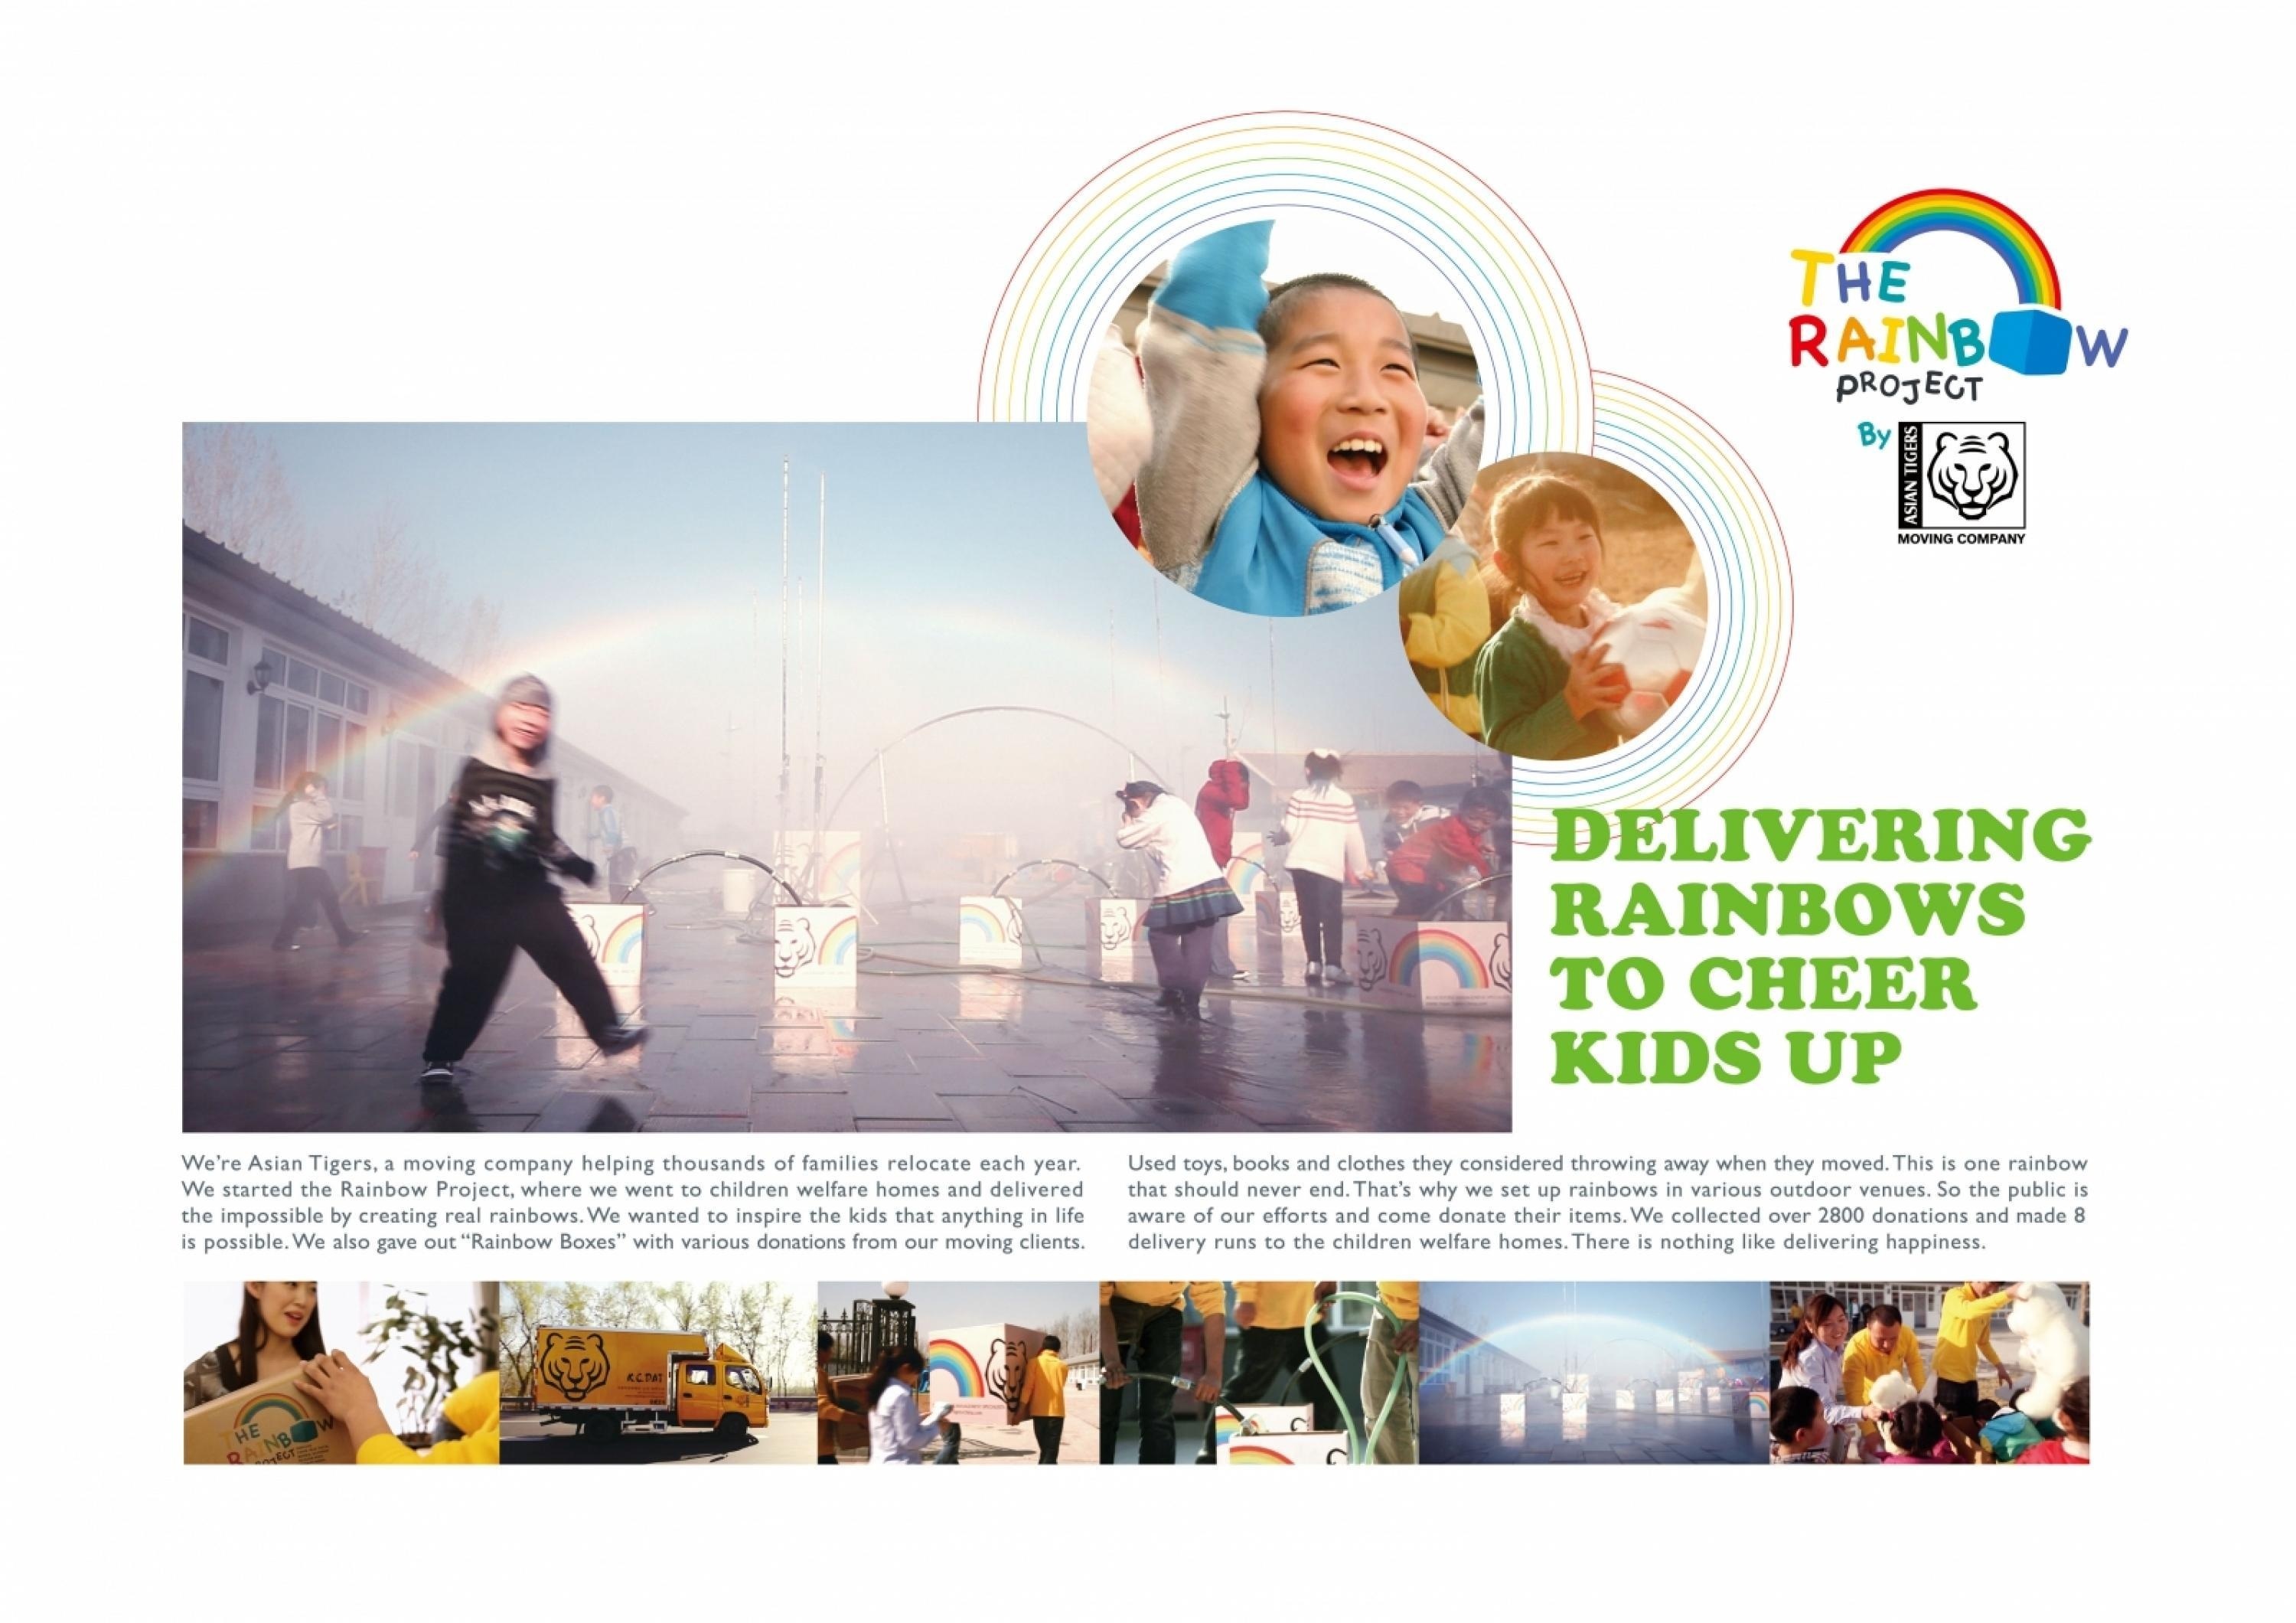 THE
RAINBOW
PROJECT
By
ASIAN TIGERS
MOVING COMPANY
DELIVERING
RAINBOWS
TO CHEER
KIDS UP
We're Asian Tigers, a moving company helping thousands of families relocate each year.
We started the Rainbow Project, where we went to children welfare homes and delivered
the impossible by creating real rainbows. We wanted to inspire the kids that anything in life
is possible. We also gave out “Rainbow Boxes” with various donations from our moving clients.
Used toys, books and clothes they considered throwing away when they moved. This is one rainbow
that should never end. That's why we set up rainbows in various outdoor venues. So the public is
aware of our efforts and come donate their items. We collected over 2800 donations and made 8
delivery runs to the children welfare homes. There is nothing like delivering happiness.
THE
RAINBOW
PROJECT